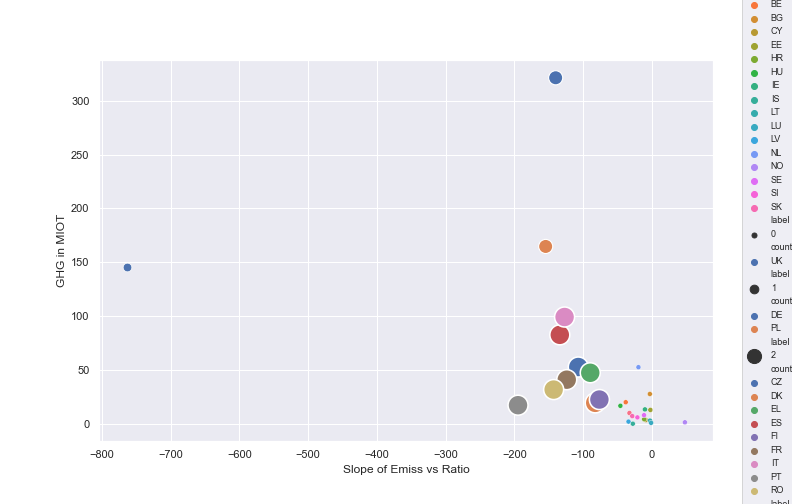 300
250
200
150
100
50
0
GHG in MIOT
−800 −700 −600 −500 −400 −300 −200 −100 0
Slope of Emiss vs Ratio
BE
BG
CY
EE
HR
HU
IE
IS
LT
LU
LV
NL
NO
SE
SI
SK
label
0
count
UK
label
1
count
DE
PL
label
2
count
CZ
DK
EL
ES
FI
FR
IT
PT
RO